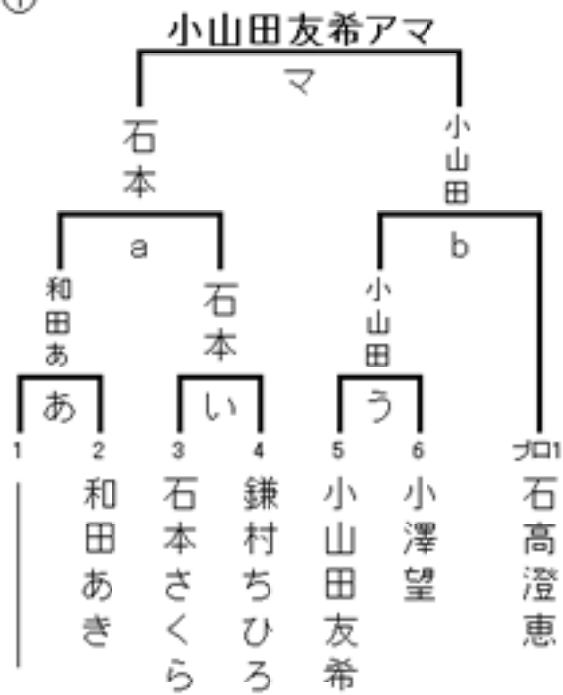 ①
小山田友希アマ
マ
石本
小山田
a
b
和田あ
石本
小山田
あ
い
う
1
2
3
4
5
6
プロ1
和田あき
石本さくら
鎌村ちひろ
小山田友希
小澤望
石高澄恵